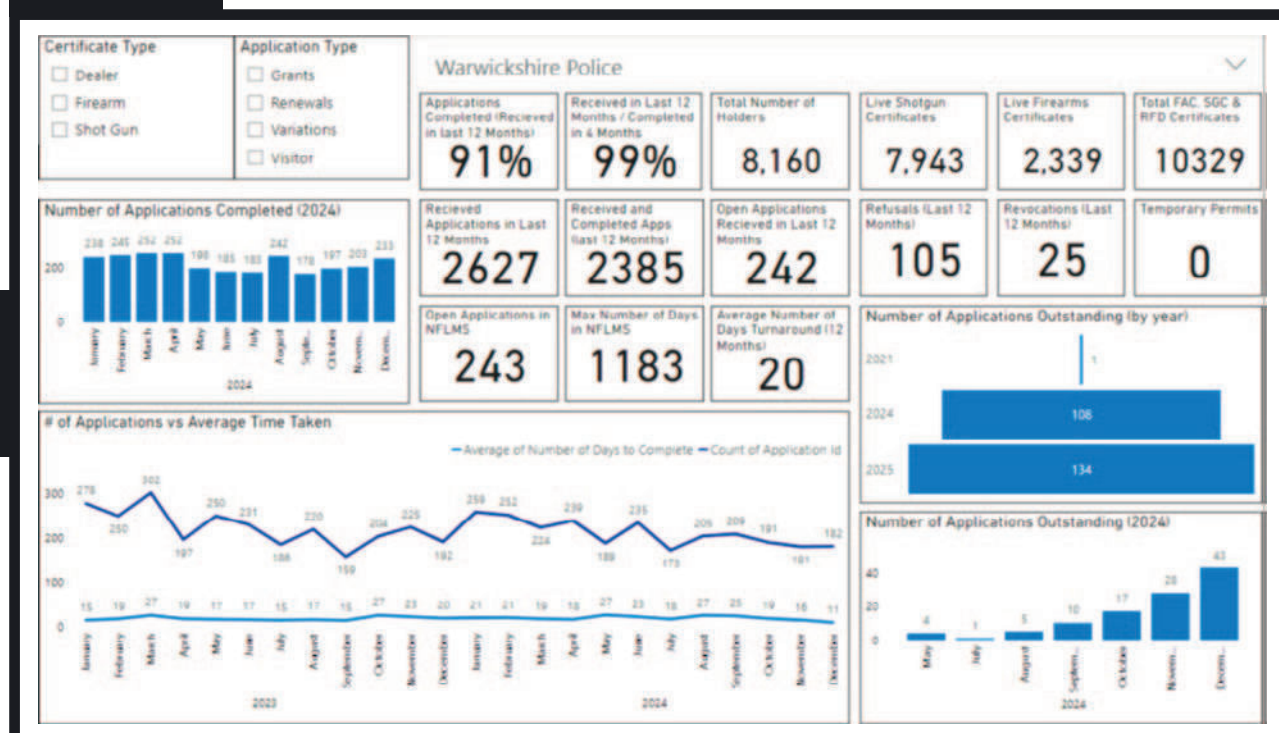 Certificate Type
Dealer
Firearm
Shot Gun
Application Type
Grants
Renewals
Variations
Visitor
Warwickshire Police
Applications
Completed (Recieved
in last 12 Months)
91%
Received in Last 12
Months / Completed
in 4 Months
99%
Total Number of
Holders
8,160
Live Shotgun
Certificates
7,943
Live Firearms
Certificates
2,339
Total FAC, SGC &
RFD Certificates
10329
Number of Applications Completed (2024)
238 245 252 252 198 185 183 242 178 197 203 233
200
0
January
February
March
April
May
June
July
August
Septe...
October
Novem...
Decem...
2024
Recieved
Applications in Last
12 Months
2627
Received and
Completed Apps
(last 12 Months)
2385
Open Applications
Recieved in Last 12
Months
242
Refusals (Last 12
Months)
105
Revocations (Last
12 Months)
25
Temporary Permits
0
Open Applications in
NFLMS
243
Max Number of Days
in NFLMS
1183
Average Number of
Days Turnaround (12
Months)
20
Number of Applications Outstanding (by year)
2021
1
2024
108
2025
134
# of Applications vs Average Time Taken
Average of Number of Days to Complete
Count of Application Id
300
200
100
0
278 250 302 197 250 231 188 220 159 204 225 192 259 252 224 239 189 235 173 205 209 191 181 182
15 19 27 19 17 17 15 17 15 27 23 20 21 21 19 18 27 23 18 27 25 19 16 11
January
February
March
April
May
June
July
August
September
October
November
December
January
February
March
April
May
June
July
August
September
October
November
December
2023
2024
Number of Applications Outstanding (2024)
40
20
0
4 1 5 10 17 28 43
May
July
August
Septem...
October
Novem...
Decem...
2024